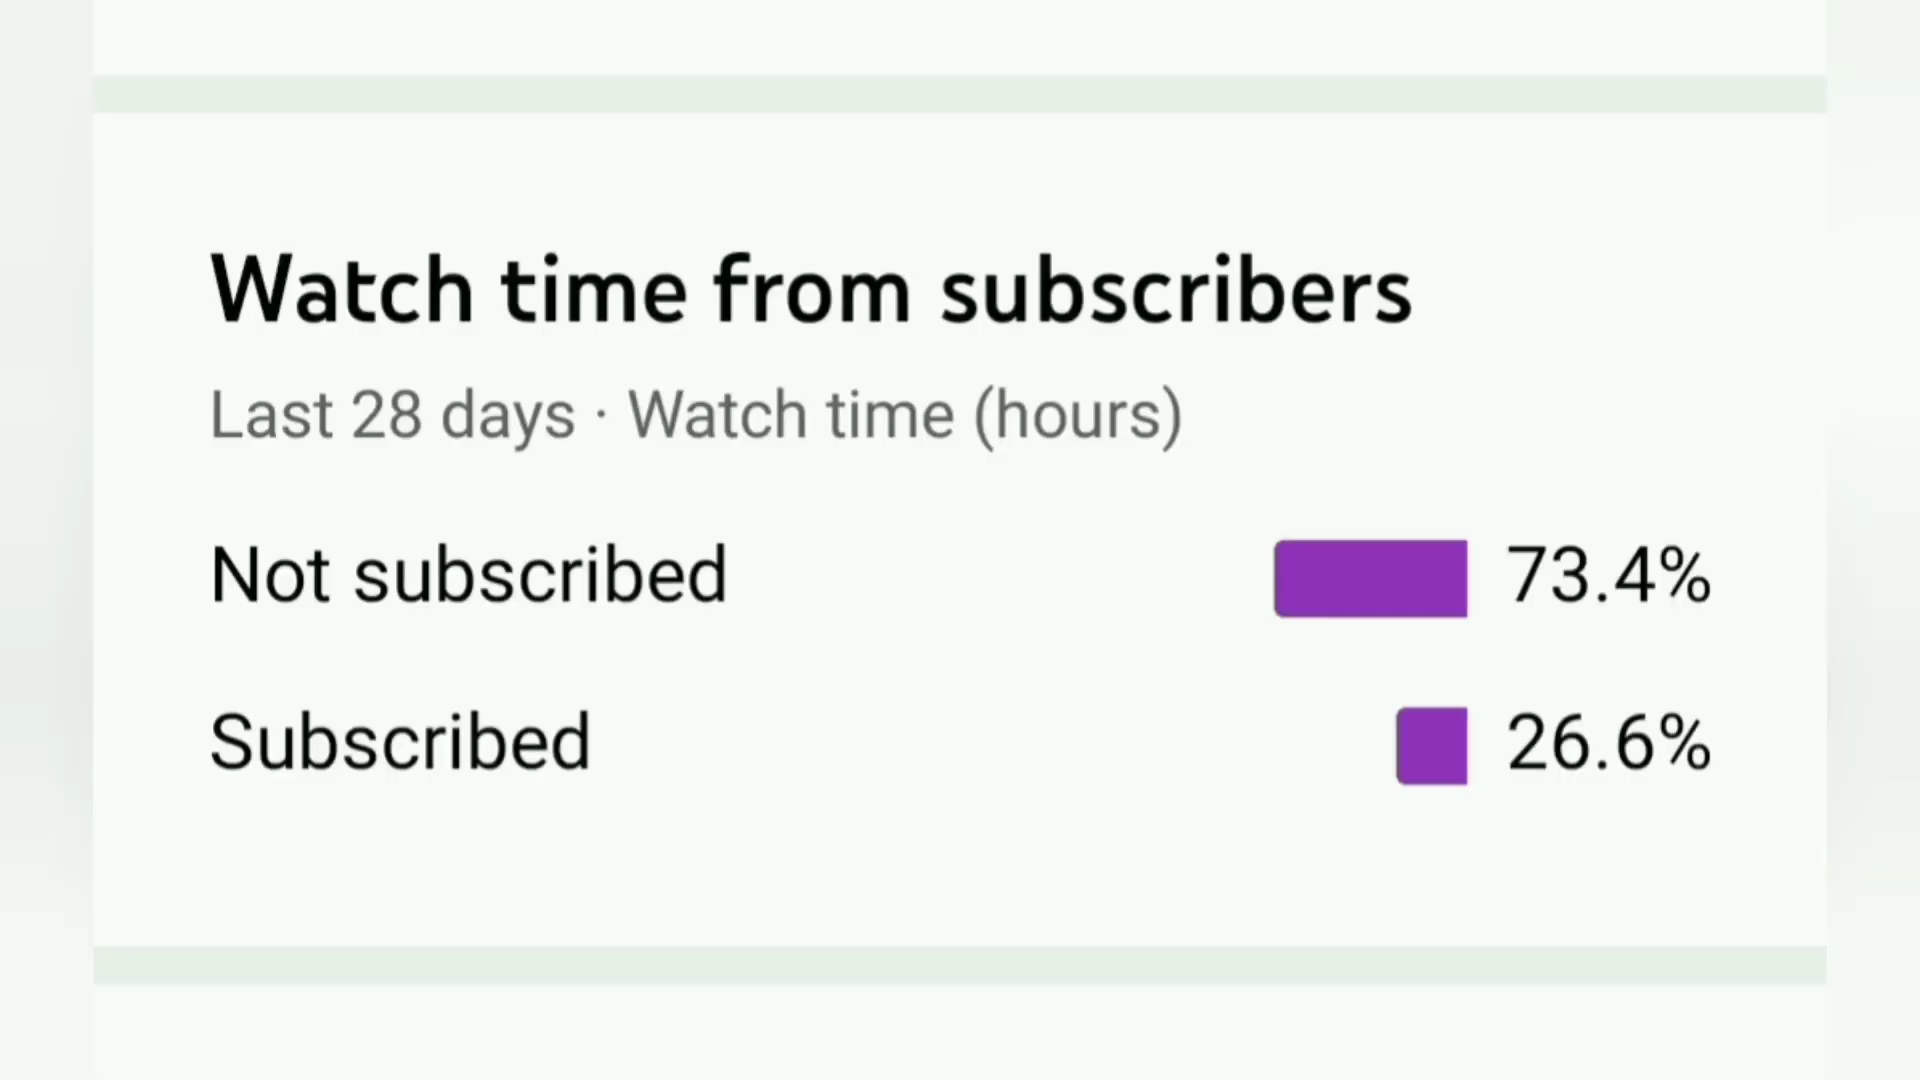 Watch time from subscribers
Last 28 days · Watch time (hours)
Not subscribed 73.4%
Subscribed 26.6%